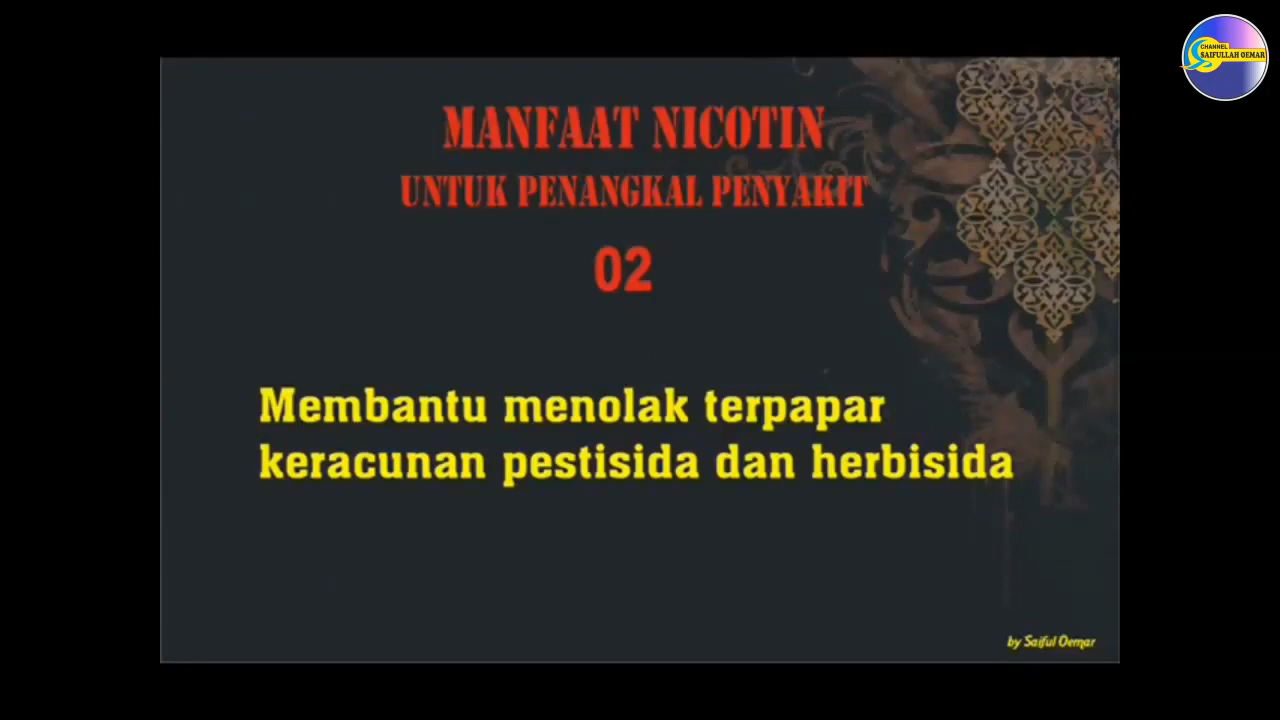 CHANNEL
SAIFULLAH OEMAR
MANFAAT NICOTIN
UNTUK PENANGKAL PENYAKIT
02
Membantu menolak terpapar
keracunan pestisida dan herbisida
by Saiful Oemar